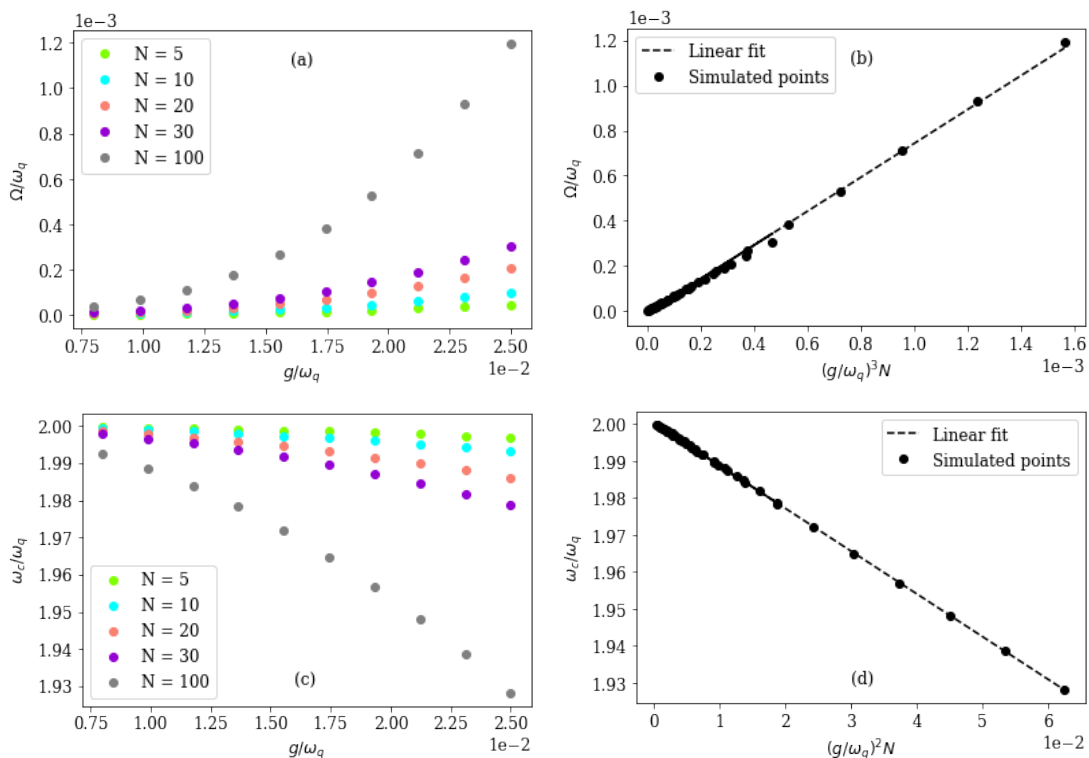 1e−3
Ω/ω_q
1.2
1.0
0.8
0.6
0.4
0.2
0.0
N = 5
N = 10
N = 20
N = 30
N = 100
(a)
0.75 1.00 1.25 1.50 1.75 2.00 2.25 2.50
1e−2
g/ω_q
1e−3
Ω/ω_q
1.2
1.0
0.8
0.6
0.4
0.2
0.0
Linear fit
Simulated points
(b)
0.0 0.2 0.4 0.6 0.8 1.0 1.2 1.4 1.6
1e−3
(g/ω_q)³N
ω_c/ω_q
2.00
1.99
1.98
1.97
1.96
1.95
1.94
1.93
N = 5
N = 10
N = 20
N = 30
N = 100
(c)
0.75 1.00 1.25 1.50 1.75 2.00 2.25 2.50
1e−2
g/ω_q
ω_c/ω_q
2.00
1.99
1.98
1.97
1.96
1.95
1.94
1.93
Linear fit
Simulated points
(d)
0 1 2 3 4 5 6
1e−2
(g/ω_q)²N